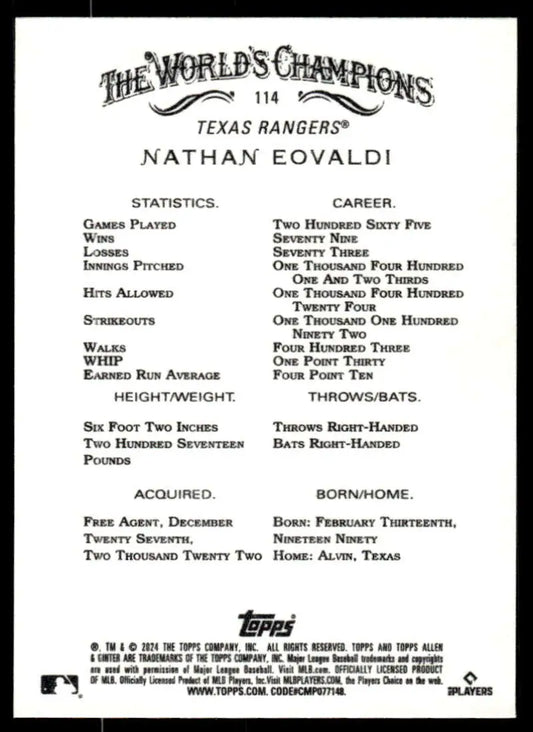 THE WORLD'S CHAMPIONS
114
TEXAS RANGERS®
NATHAN EOVALDI
STATISTICS. CAREER.
GAMES PLAYED TWO HUNDRED SIXTY FIVE
WINS SEVENTY NINE
LOSSES SEVENTY THREE
INNINGS PITCHED ONE THOUSAND FOUR HUNDRED
ONE AND TWO THIRDS
HITS ALLOWED ONE THOUSAND FOUR HUNDRED
TWENTY FOUR
STRIKEOUTS ONE THOUSAND ONE HUNDRED
NINETY TWO
WALKS FOUR HUNDRED THREE
WHIP ONE POINT THIRTY
EARNED RUN AVERAGE FOUR POINT TEN
HEIGHT/WEIGHT. THROWS/BATS.
SIX FOOT TWO INCHES THROWS RIGHT-HANDED
TWO HUNDRED SEVENTEEN BATS RIGHT-HANDED
POUNDS
ACQUIRED. BORN/HOME.
FREE AGENT, DECEMBER BORN: FEBRUARY THIRTEENTH,
TWENTY SEVENTH, NINETEEN NINETY
TWO THOUSAND TWENTY TWO HOME: ALVIN, TEXAS
Topps®
®, TM & © 2024 THE TOPPS COMPANY, INC. ALL RIGHTS RESERVED. TOPPS AND TOPPS ALLEN
& GINTER ARE TRADEMARKS OF THE TOPPS COMPANY, INC. Major League Baseball trademarks and copyrights
are used with permission of Major League Baseball. Visit MLB.com. OFFICIALLY LICENSED PRODUCT
OF MLB. Officially Licensed Product of MLB Players, Inc. Visit MLBPLAYERS.COM, the Players Choice on the web.
WWW.TOPPS.COM. CODE#CMP077148.
PLAYERS